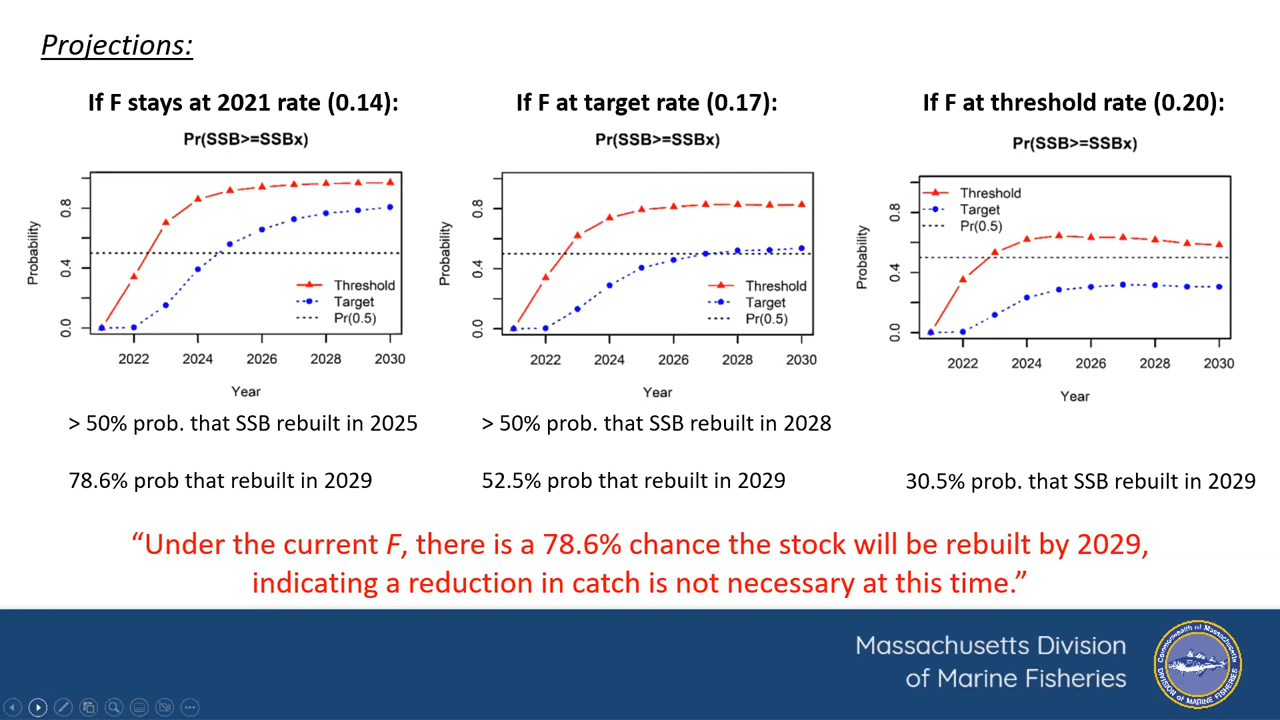 Projections:
If F stays at 2021 rate (0.14):
Pr(SSB>=SSBx)
Probability
0.8
0.4
0.0
Threshold
Target
Pr(0.5)
2022 2024 2026 2028 2030
Year
> 50% prob. that SSB rebuilt in 2025
78.6% prob that rebuilt in 2029
If F at target rate (0.17):
Pr(SSB>=SSBx)
Probability
0.8
0.4
0.0
Threshold
Target
Pr(0.5)
2022 2024 2026 2028 2030
Year
> 50% prob. that SSB rebuilt in 2028
52.5% prob that rebuilt in 2029
If F at threshold rate (0.20):
Pr(SSB>=SSBx)
Probability
0.8
0.4
0.0
Threshold
Target
Pr(0.5)
2022 2024 2026 2028 2030
Year
30.5% prob. that SSB rebuilt in 2029
“Under the current F, there is a 78.6% chance the stock will be rebuilt by 2029,
indicating a reduction in catch is not necessary at this time.”
Massachusetts Division
of Marine Fisheries
Commonwealth of Massachusetts
DIVISION OF MARINE FISHERIES